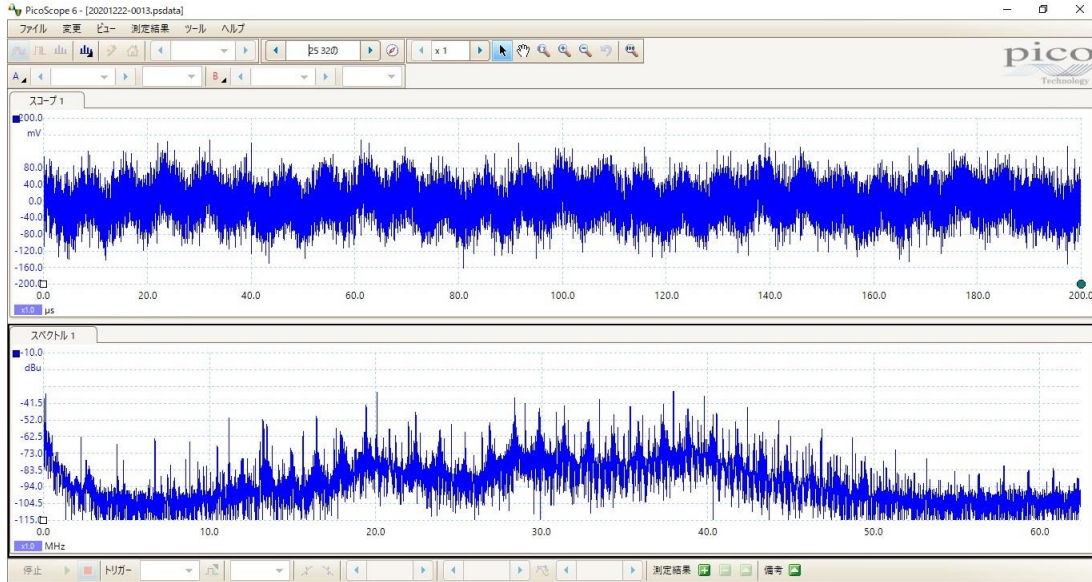 PicoScope 6 - [20201222-0013.psdata]
ファイル 変更 ビュー 測定結果 ツール ヘルプ
25 320 x 1
pico
Technology
A B
スコープ 1
200.0
mV
80.0
40.0
0.0
-40.0
-80.0
-120.0
-160.0
-200.0
0.0 20.0 40.0 60.0 80.0 100.0 120.0 140.0 160.0 180.0 200.0
x1.0 µs
スペクトル 1
-10.0
dBu
-41.5
-52.0
-62.5
-73.0
-83.5
-94.0
-104.5
-115.0
0.0 10.0 20.0 30.0 40.0 50.0 60.0
x1.0 MHz
停止 トリガー 測定結果 備考